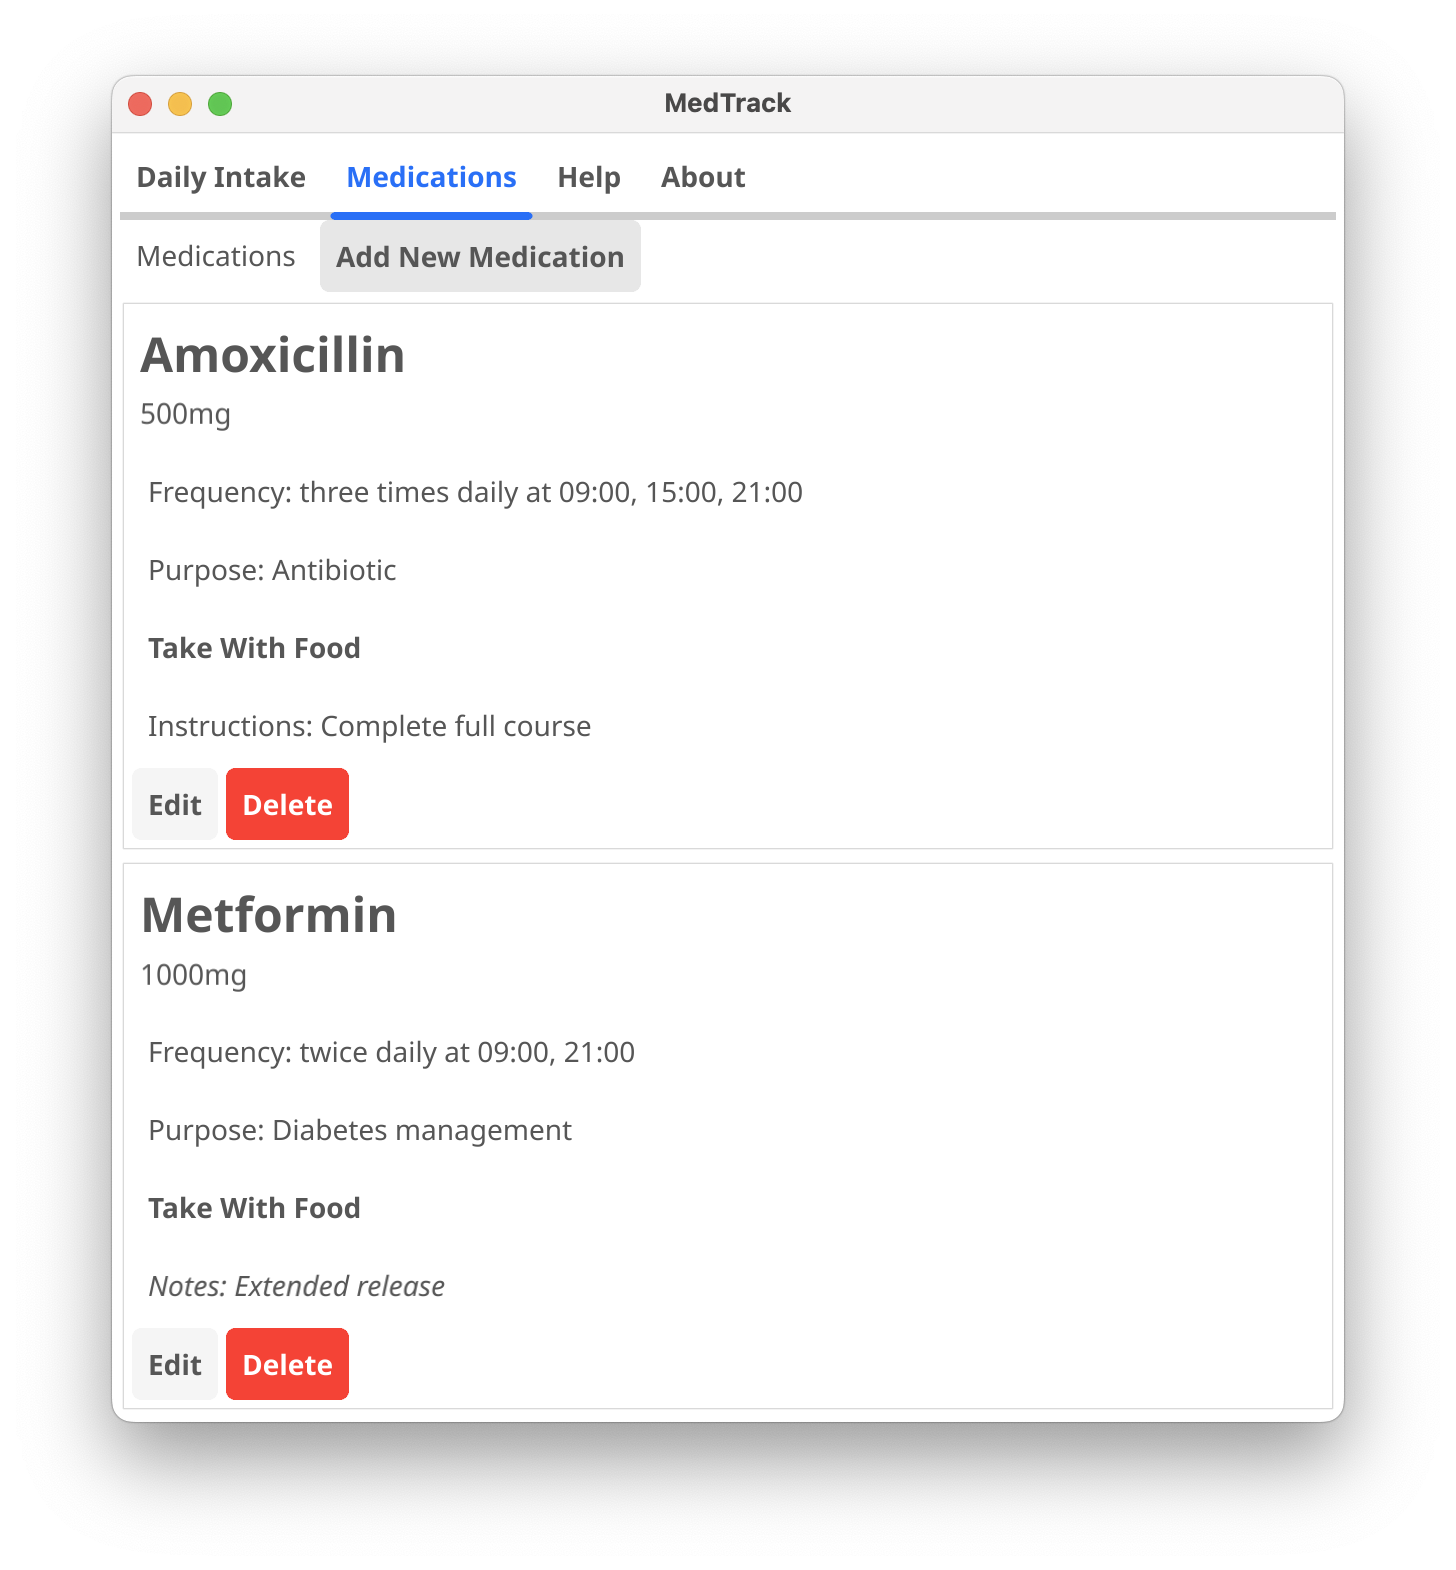 MedTrack
Daily Intake Medications Help About
Medications Add New Medication
Amoxicillin
500mg
Frequency: three times daily at 09:00, 15:00, 21:00
Purpose: Antibiotic
Take With Food
Instructions: Complete full course
Edit Delete
Metformin
1000mg
Frequency: twice daily at 09:00, 21:00
Purpose: Diabetes management
Take With Food
Notes: Extended release
Edit Delete